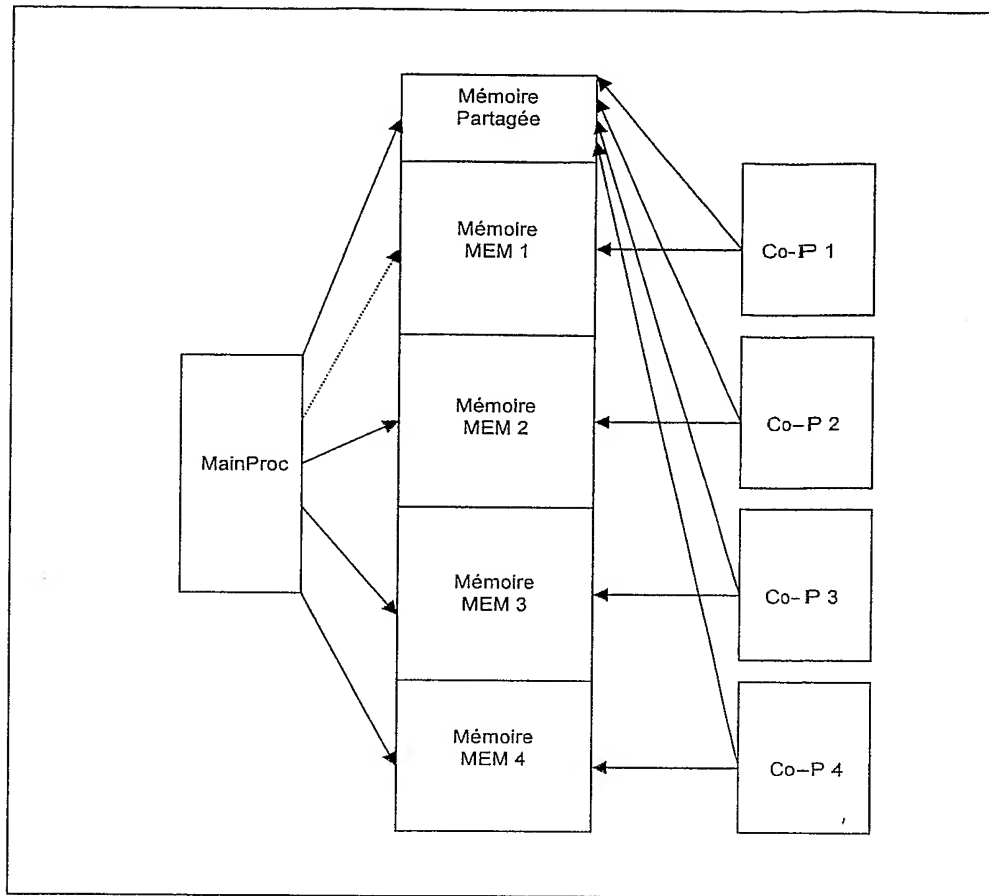 Mémoire
Partagée
Mémoire
MEM 1
Co-P 1
Mémoire
MEM 2
Co-P 2
MainProc
Mémoire
MEM 3
Co-P 3
Mémoire
MEM 4
Co-P 4